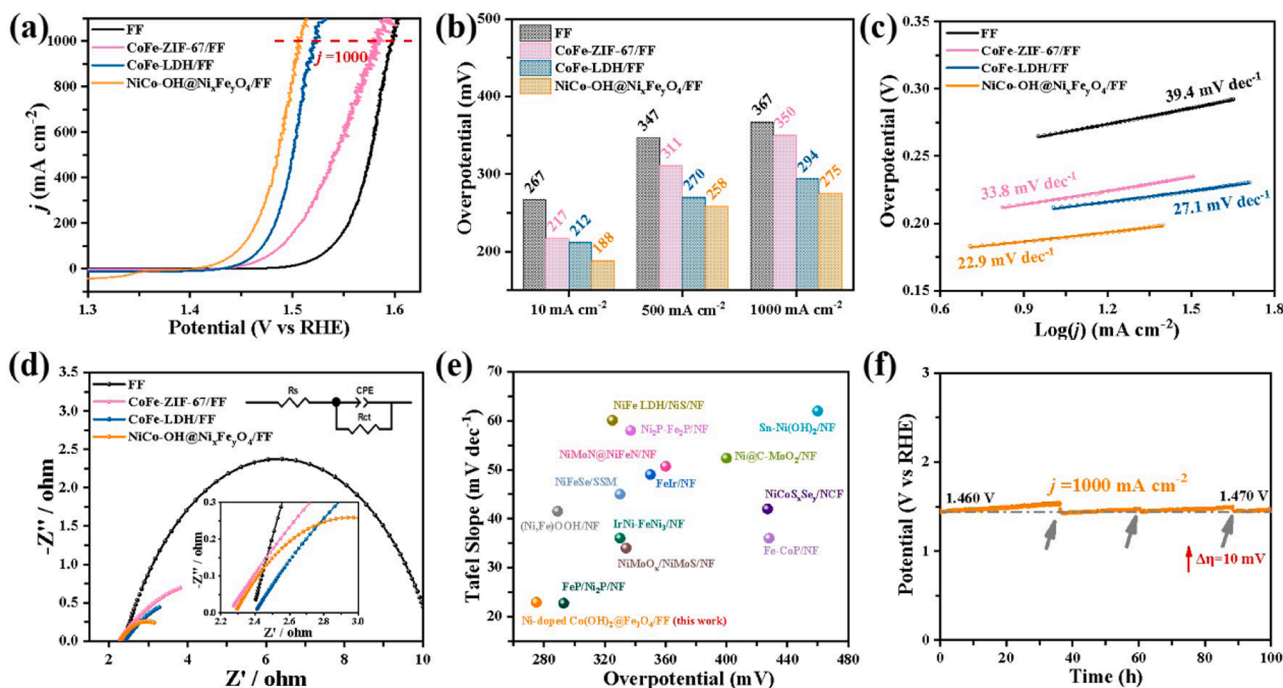 (a)
FF
CoFe-ZIF-67/FF
CoFe-LDH/FF
NiCo-OH@NixFeyO4/FF
j =1000
j (mA cm-2)
1000
800
600
400
200
0
1.3
1.4
1.5
1.6
Potential (V vs RHE)
(b)
FF
CoFe-ZIF-67/FF
CoFe-LDH/FF
NiCo-OH@NixFeyO4/FF
Overpotential (mV)
500
400
300
200
267
217
212
188
347
311
270
258
367
350
294
275
10 mA cm-2
500 mA cm-2
1000 mA cm-2
(c)
FF
CoFe-ZIF-67/FF
CoFe-LDH/FF
NiCo-OH@NixFeyO4/FF
Overpotential (V)
0.35
0.30
0.25
0.20
0.15
39.4 mV dec-1
33.8 mV dec-1
27.1 mV dec-1
22.9 mV dec-1
0.6
0.9
1.2
1.5
1.8
Log(j) (mA cm-2)
(d)
FF
CoFe-ZIF-67/FF
CoFe-LDH/FF
NiCo-OH@NixFeyO4/FF
Rs
CPE
Rct
-Z'' / ohm
3.5
3.0
2.5
2.0
1.5
1.0
0.5
0.0
-Z'' / ohm
0.3
0.2
0.1
0.0
2.2
2.4
2.6
2.8
3.0
Z' / ohm
2
4
6
8
10
Z' / ohm
(e)
Tafel Slope (mV dec-1)
70
60
50
40
30
20
NiFe LDH/NiS/NF
Ni2P-Fe2P/NF
Sn-Ni(OH)2/NF
NiMoN@NiFeN/NF
Ni@C-MoO2/NF
FeIr/NF
NiFeSe/SSM
NiCoSxSey/NCF
(Ni,Fe)OOH/NF
IrNi-FeNi3/NF
Fe-CoP/NF
NiMoOx/NiMoS/NF
FeP/Ni2P/NF
Ni-doped Co(OH)2@Fe3O4/FF (this work)
280
320
360
400
440
480
Overpotential (mV)
(f)
Potential (V vs RHE)
3
2
1
0
1.460 V
j =1000 mA cm-2
1.470 V
Δη=10 mV
0
20
40
60
80
100
Time (h)